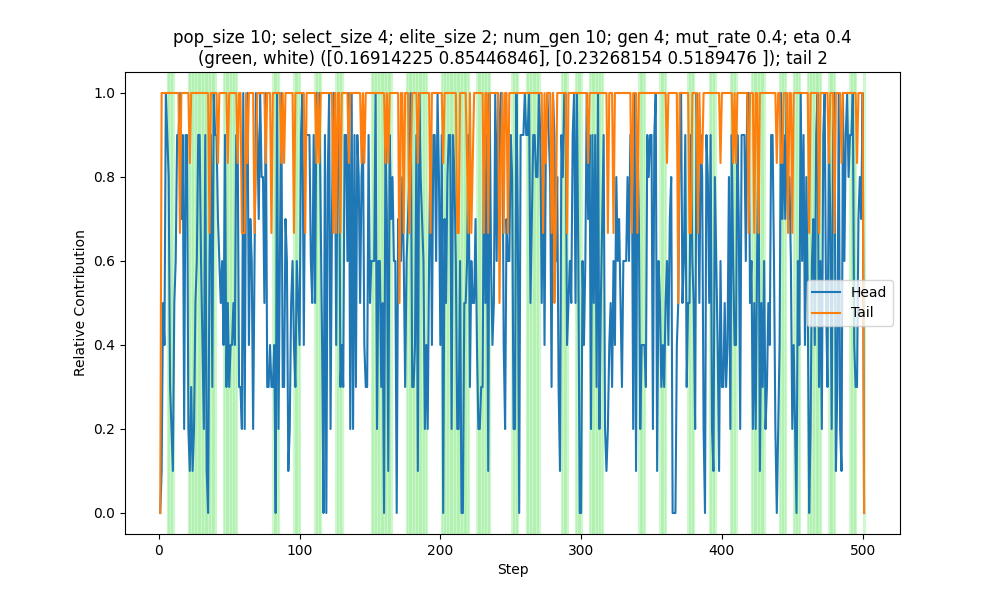 pop_size 10; select_size 4; elite_size 2; num_gen 10; gen 4; mut_rate 0.4; eta 0.4
(green, white) ([0.16914225 0.85446846], [0.23268154 0.5189476 ]); tail 2
1.0
0.8
0.6
0.4
0.2
0.0
Relative Contribution
Head
Tail
0
100
200
300
400
500
Step